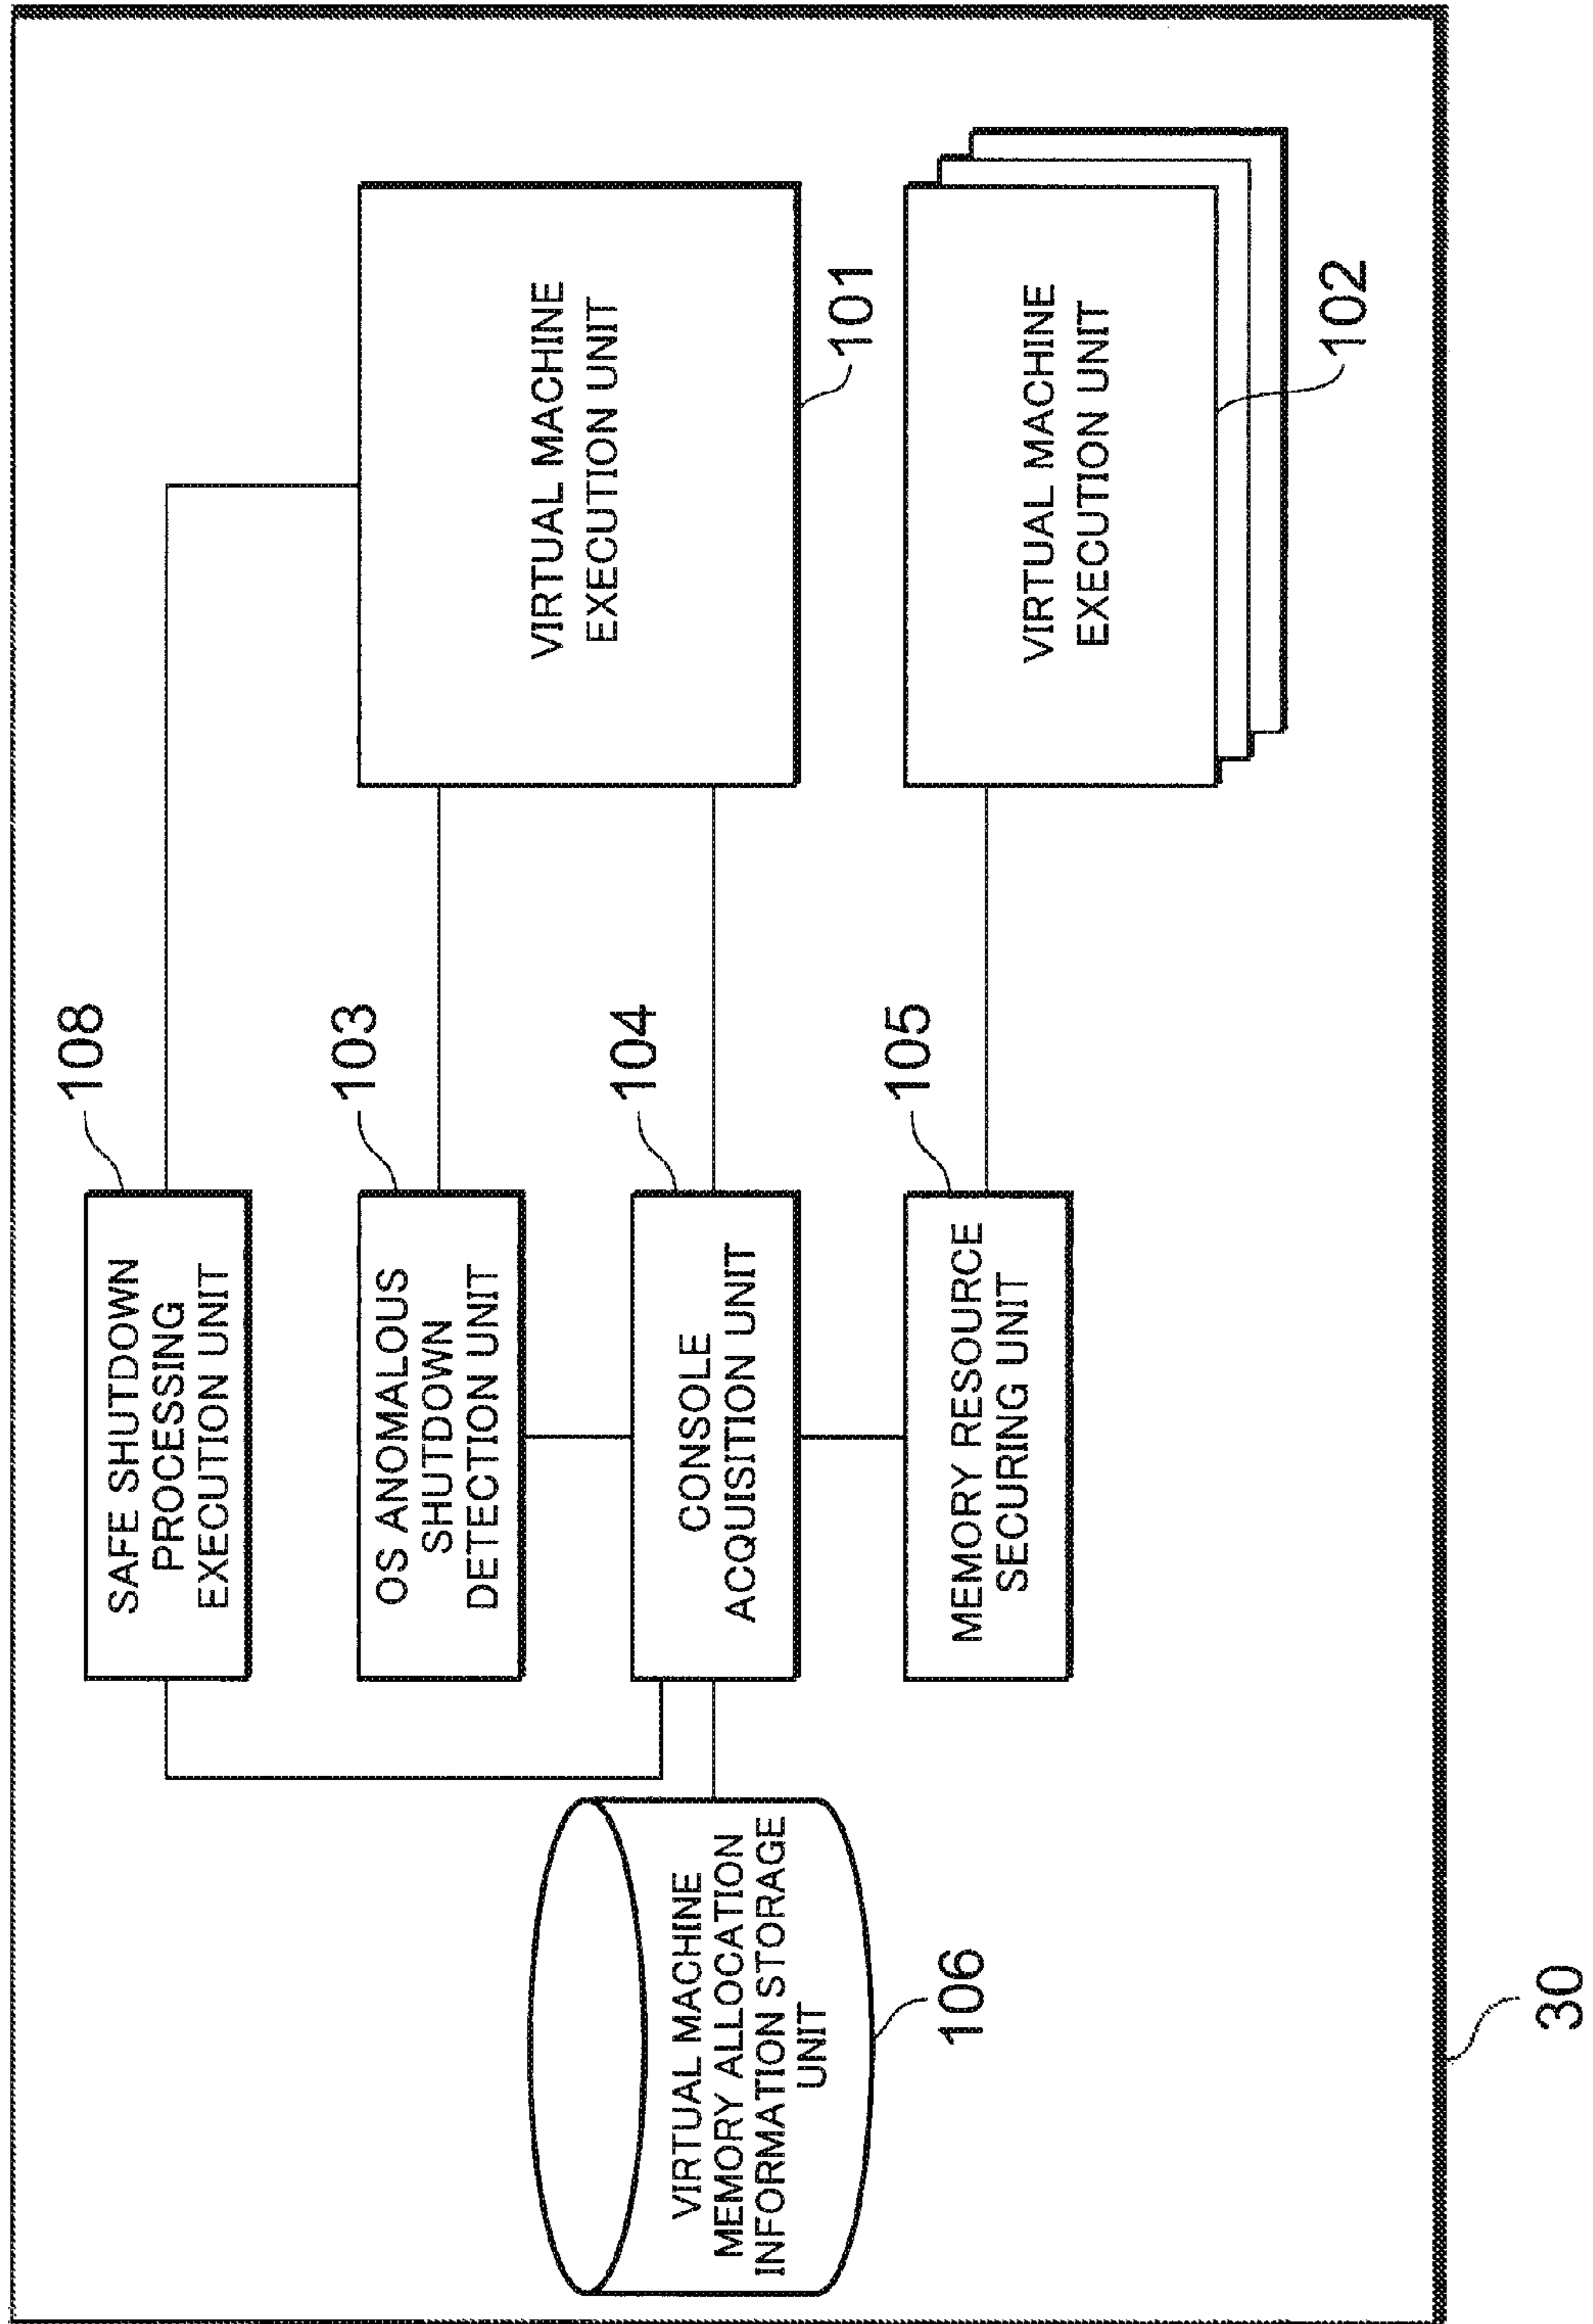 108
SAFE SHUTDOWN
PROCESSING
EXECUTION UNIT
103
OS ANOMALOUS
SHUTDOWN
DETECTION UNIT
VIRTUAL MACHINE
EXECUTION UNIT
101
104
CONSOLE
ACQUISITION UNIT
VIRTUAL MACHINE
MEMORY ALLOCATION
INFORMATION STORAGE
UNIT
106
105
MEMORY RESOURCE
SECURING UNIT
VIRTUAL MACHINE
EXECUTION UNIT
102
30